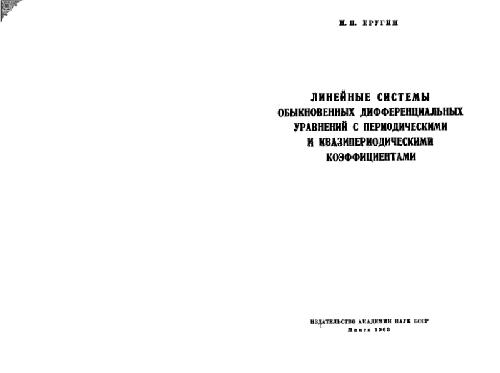 Н. П. ЕРУГИН
ЛИНЕЙНЫЕ СИСТЕМЫ
ОБЫКНОВЕННЫХ ДИФФЕРЕНЦИАЛЬНЫХ
УРАВНЕНИЙ С ПЕРИОДИЧЕСКИМИ
И КВАЗИПЕРИОДИЧЕСКИМИ
КОЭФФИЦИЕНТАМИ
ИЗДАТЕЛЬСТВО АКАДЕМИИ НАУК БССР
Минск 1963